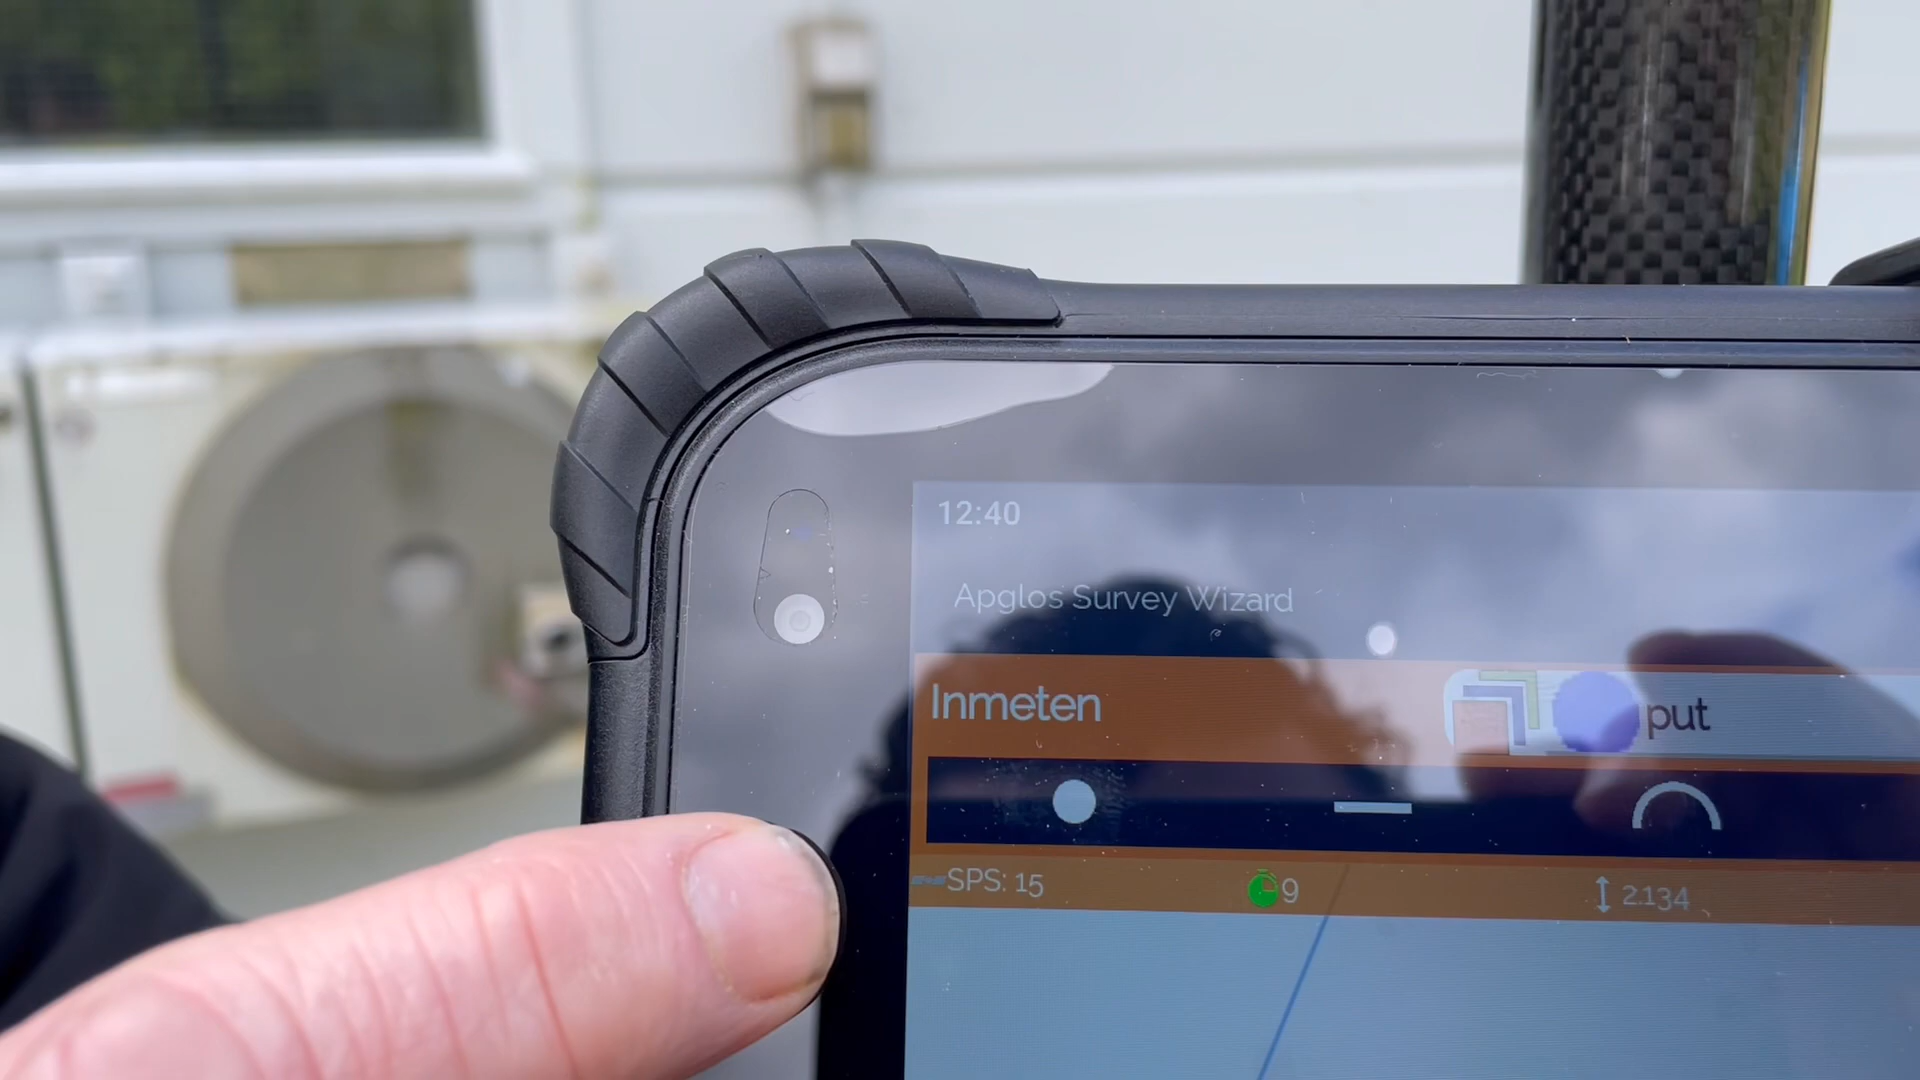 12:40
Apglos Survey Wizard
Inmeten
put
SPS: 15
9
2.134